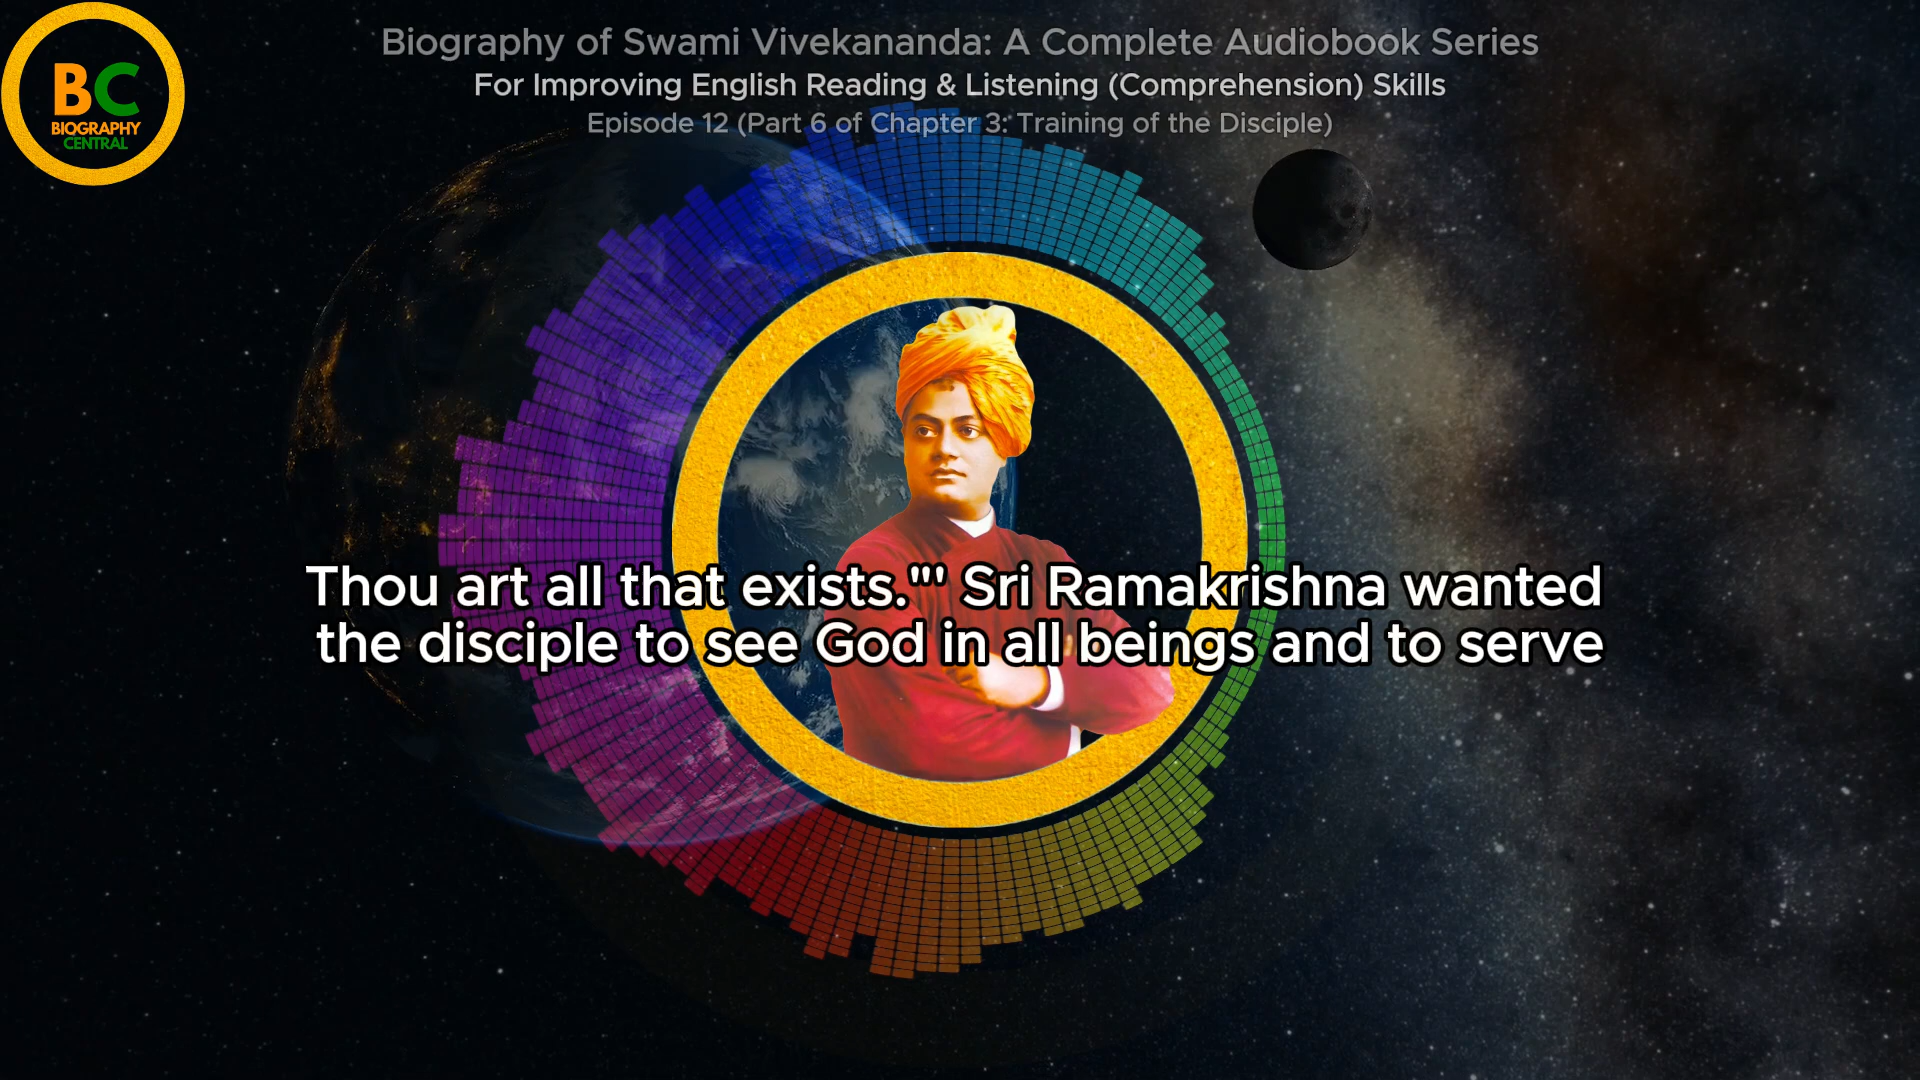 BC
BIOGRAPHY
CENTRAL
Biography of Swami Vivekananda: A Complete Audiobook Series
For Improving English Reading & Listening (Comprehension) Skills
Episode 12 (Part 6 of Chapter 3: Training of the Disciple)
Thou art all that exists."' Sri Ramakrishna wanted
the disciple to see God in all beings and to serve